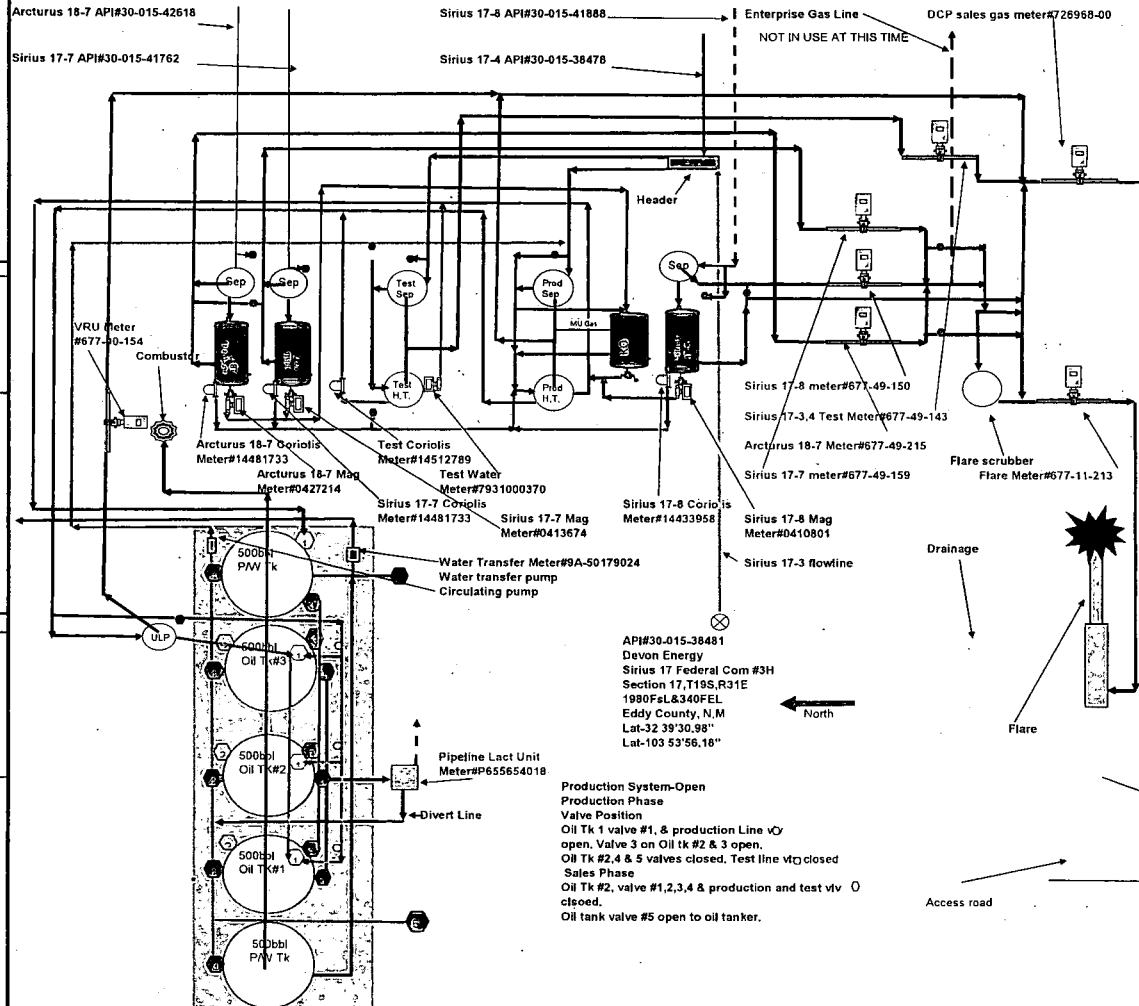 Arcturus 18-7 API#30-015-42618
Sirius 17-8 API#30-015-41888
Enterprise Gas Line
DCP sales gas meter#726968-00
NOT IN USE AT THIS TIME
Sirius 17-7 API#30-015-41762
Sirius 17-4 API#30-015-38478
Header
Sep
Sep
Test
Sep
Prod
Sep
Sep
MU Gas
KO
VRU Meter
#677-90-154
Combustor
Test
H.T.
Prod
H.T.
Sirius 17-8 meter#677-49-150
Sirius 17-3,4 Test Meter#677-49-143
Arcturus 18-7 Meter#677-49-215
Sirius 17-7 meter#677-49-159
Flare scrubber
Flare Meter#677-11-213
Arcturus 18-7 Coriolis
Meter#14481733
Arcturus 18-7 Mag
Meter#0427214
Test Coriolis
Meter#14512789
Test Water
Meter#7931000370
Sirius 17-7 Coriolis
Meter#14481733
Sirius 17-7 Mag
Meter#0413674
Sirius 17-8 Coriolis
Meter#14433958
Sirius 17-8 Mag
Meter#0410801
Sirius 17-3 flowline
Water Transfer Meter#9A-50179024
Water transfer pump
Circulating pump
Drainage
500bbl
P/W Tk
1
ULP
500bbl
Oil Tk#3
1
500bbl
Oil TK#2
2
1
500bbl
Oil TK#1
2
1
500bbl
P/W Tk
Pipeline Lact Unit
Meter#P655654018
Divert Line
API#30-015-38481
Devon Energy
Sirius 17 Federal Com #3H
Section 17,T19S,R31E
1980FsL&340FEL
Eddy County, N,M
Lat-32 39'30.98"
Lat-103 53'56.18"
North
Flare
Production System-Open
Production Phase
Valve Position
Oil Tk 1 valve #1, & production Line
open. Valve 3 on Oil tk #2 & 3 open.
Oil Tk #2,4 & 5 valves closed. Test line closed
Sales Phase
Oil Tk #2, valve #1,2,3,4 & production and test vlv
clsoed.
Oil tank valve #5 open to oil tanker.
Access road